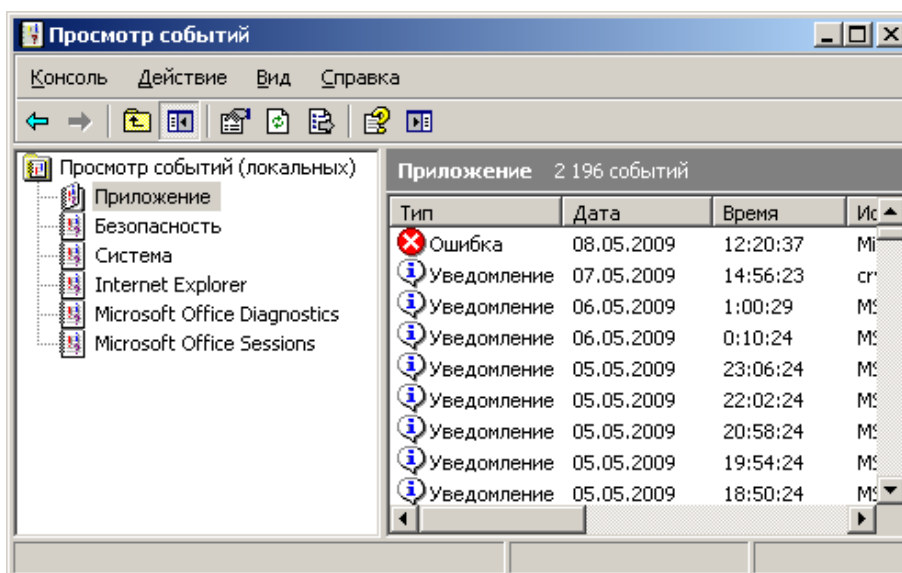 Просмотр событий
Консоль Действие Вид Справка
Просмотр событий (локальных)
Приложение
Безопасность
Система
Internet Explorer
Microsoft Office Diagnostics
Microsoft Office Sessions
Приложение 2 196 событий
Тип Дата Время
Ошибка 08.05.2009 12:20:37
Уведомление 07.05.2009 14:56:23
Уведомление 06.05.2009 1:00:29
Уведомление 06.05.2009 0:10:24
Уведомление 05.05.2009 23:06:24
Уведомление 05.05.2009 22:02:24
Уведомление 05.05.2009 20:58:24
Уведомление 05.05.2009 19:54:24
Уведомление 05.05.2009 18:50:24